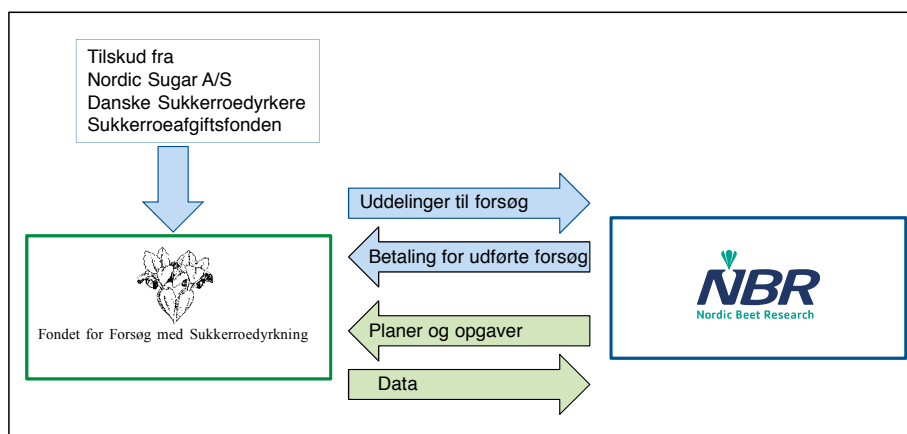 Tilskud fra
Nordic Sugar A/S
Danske Sukkerroedyrkere
Sukkerroeafgiftsfonden
Uddelinger til forsøg
Betaling for udførte forsøg
Fondet for Forsøg med Sukkerroedyrkning
Planer og opgaver
Data
NBR
Nordic Beet Research